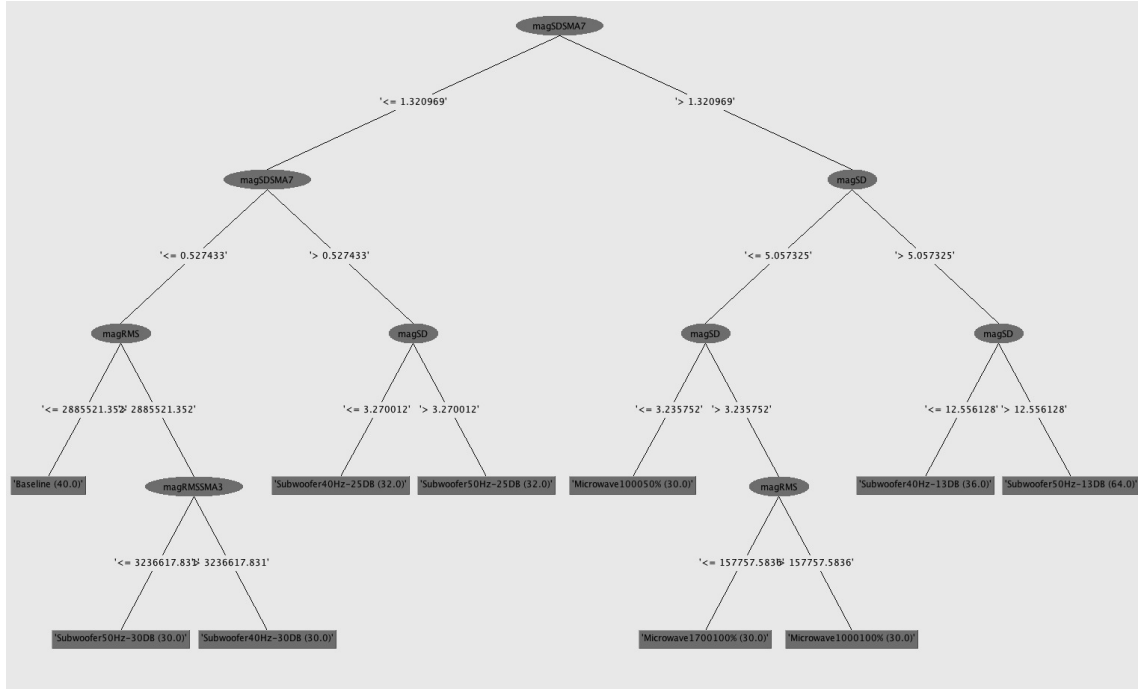 magSDSMA7
'<= 1.320969'
'> 1.320969'
magSDSMA7
magSD
'<= 0.527433'
'> 0.527433'
'<= 5.057325'
'> 5.057325'
magRMS
magSD
magSD
magSD
'<= 2885521.352'
'> 2885521.352'
'<= 3.270012'
'> 3.270012'
'<= 3.235752'
'> 3.235752'
'<= 12.556128'
'> 12.556128'
'Baseline (40.0)'
magRMSSMA3
'Subwoofer40Hz-25DB (32.0)'
'Subwoofer50Hz-25DB (32.0)'
'Microwave100050% (30.0)'
magRMS
'Subwoofer40Hz-13DB (36.0)'
'Subwoofer50Hz-13DB (64.0)'
'<= 3236617.831'
'> 3236617.831'
'<= 157757.5836'
'> 157757.5836'
'Subwoofer50Hz-30DB (30.0)'
'Subwoofer40Hz-30DB (30.0)'
'Microwave1700100% (30.0)'
'Microwave1000100% (30.0)'